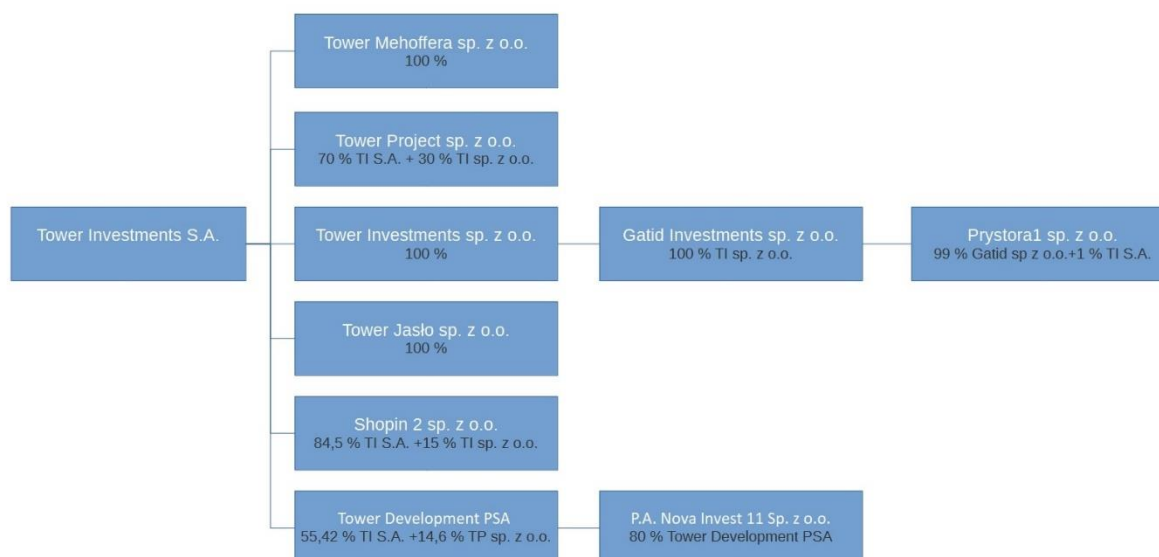 Tower Mehoffera sp. z o.o.
100 %
Tower Project sp. z o.o.
70 % TI S.A. + 30 % TI sp. z o.o.
Tower Investments S.A.
Tower Investments sp. z o.o.
100 %
Gatid Investments sp. z o.o.
100 % TI sp. z o.o.
Prystora1 sp. z o.o.
99 % Gatid sp z o.o.+1 % TI S.A.
Tower Jasło sp. z o.o.
100 %
Shopin 2 sp. z o.o.
84,5 % TI S.A. +15 % TI sp. z o.o.
Tower Development PSA
55,42 % TI S.A. +14,6 % TP sp. z o.o.
P.A. Nova Invest 11 Sp. z o.o.
80 % Tower Development PSA